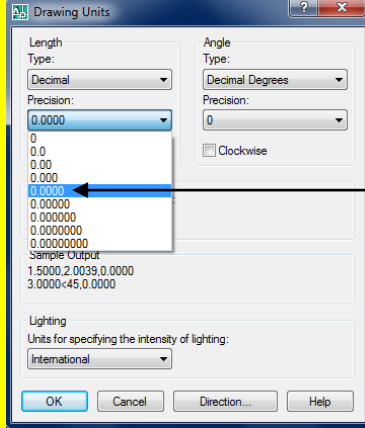 Drawing Units
Length
Type:
Decimal
Precision:
0.0000
0
0.0
0.00
0.000
0.0000
0.00000
0.000000
0.0000000
0.00000000
Angle
Type:
Decimal Degrees
Precision:
0
Clockwise
Sample Output
1.5000,2.0039,0.0000
3.0000<45,0.0000
Lighting
Units for specifying the intensity of lighting:
International
OK
Cancel
Direction...
Help